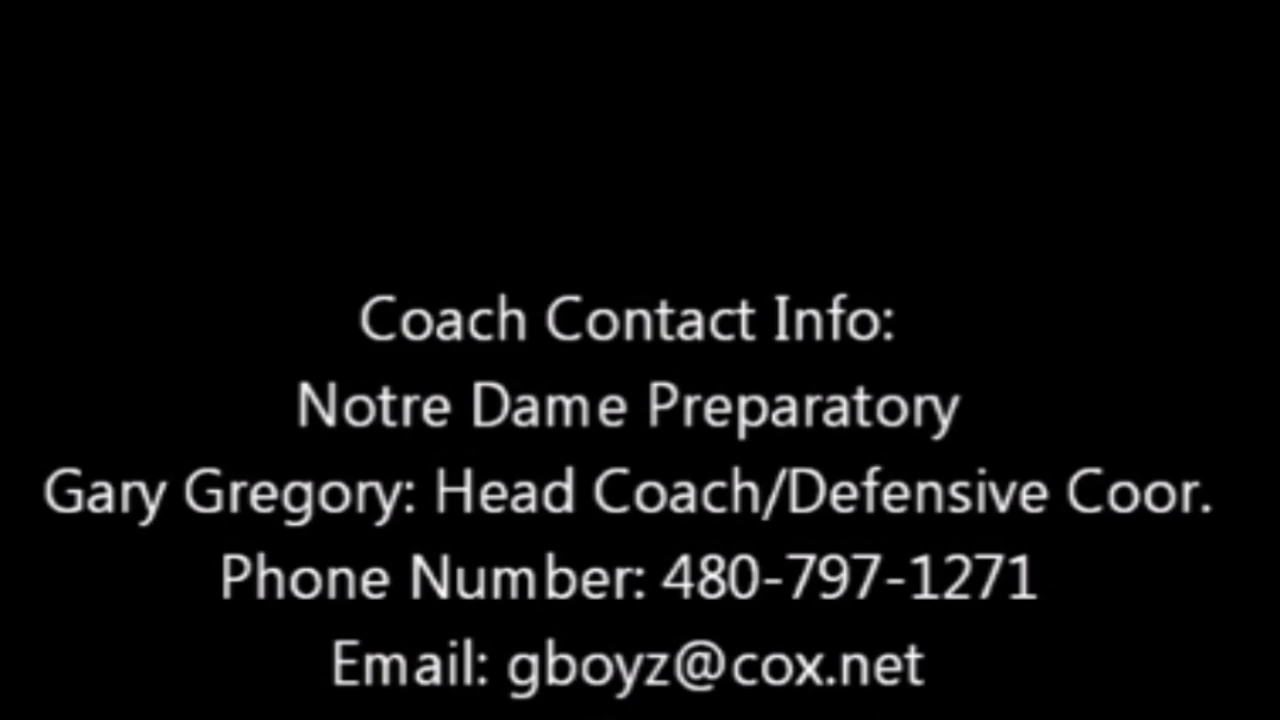 Coach Contact Info:
Notre Dame Preparatory
Gary Gregory: Head Coach/Defensive Coor.
Phone Number: 480-797-1271
Email: gboyz@cox.net